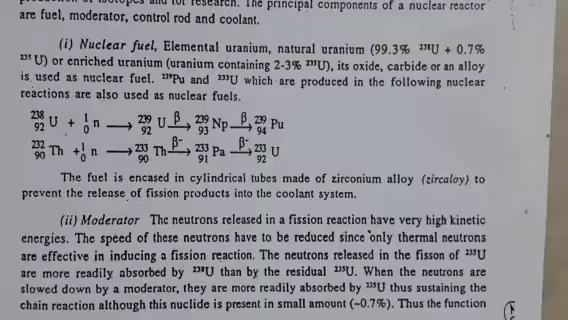 production of isotopes and for research. The principal components of a nuclear reactor
are fuel, moderator, control rod and coolant.
(i) Nuclear fuel, Elemental uranium, natural uranium (99.3% ²³⁸U + 0.7%
²³⁵U) or enriched uranium (uranium containing 2-3% ²³⁵U), its oxide, carbide or an alloy
is used as nuclear fuel. ²³⁹Pu and ²³³U which are produced in the following nuclear
reactions are also used as nuclear fuels.
²³⁸₉₂U + ¹₀n ⟶ ²³⁹₉₂U —β→ ²³⁹₉₃Np —β→ ²³⁹₉₄Pu
²³²₉₀Th + ¹₀n ⟶ ²³³₉₀Th —β⁻→ ²³³₉₁Pa —β⁻→ ²³³₉₂U
The fuel is encased in cylindrical tubes made of zirconium alloy (zircaloy) to
prevent the release of fission products into the coolant system.
(ii) Moderator The neutrons released in a fission reaction have very high kinetic
energies. The speed of these neutrons have to be reduced since only thermal neutrons
are effective in inducing a fission reaction. The neutrons released in the fisson of ²³⁵U
are more readily absorbed by ²³⁸U than by the residual ²³⁵U. When the neutrons are
slowed down by a moderator, they are more readily absorbed by ²³⁵U thus sustaining the
chain reaction although this nuclide is present in small amount (~0.7%). Thus the function